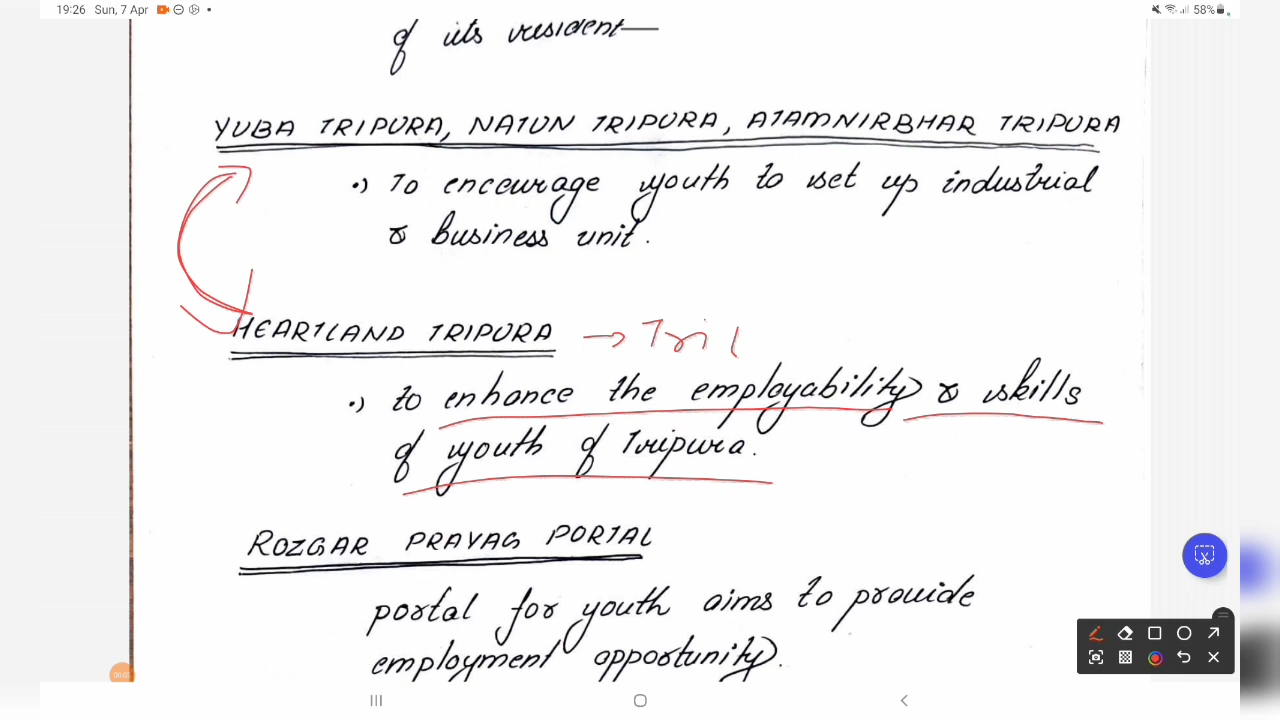 19:26 Sun, 7 Apr
58%
of its resident—
YUBA TRIPURA, NATUN TRIPURA, ATAMNIRBHAR TRIPURA
•) To encourage youth to set up industrial
& business unit.
HEARTLAND TRIPURA → Tri
•) to enhance the employability & skills
of youth of Tripura.
ROZGAR PRAVAG PORTAL
portal for youth aims to provide
employment opportunity.